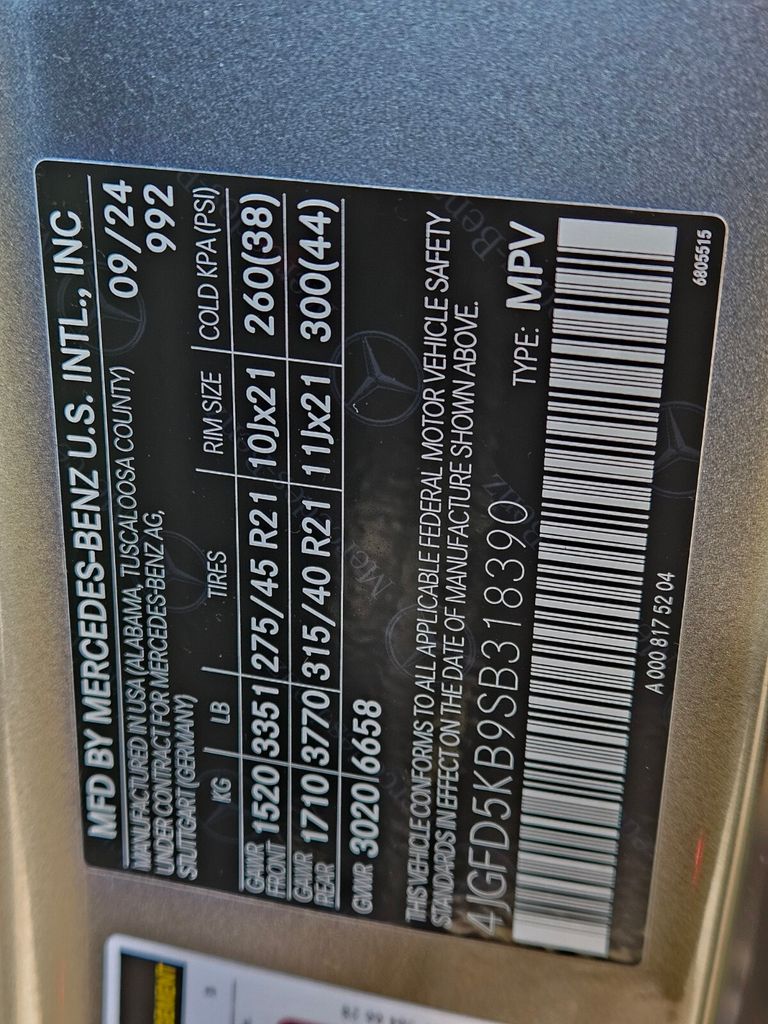 MFD BY MERCEDES-BENZ U.S. INTL., INC
MANUFACTURED IN USA (ALABAMA, TUSCALOOSA COUNTY) 09/24
UNDER CONTRACT FOR MERCEDES-BENZ AG, 992
STUTTGART (GERMANY)
KG LB TIRES RIM SIZE COLD KPA(PSI)
GAWR FRONT 1520 3351 275/45 R21 10Jx21 260(38)
GAWR REAR 1710 3770 315/40 R21 11Jx21 300(44)
GVWR 3020 6658
THIS VEHICLE CONFORMS TO ALL APPLICABLE FEDERAL MOTOR VEHICLE SAFETY
STANDARDS IN EFFECT ON THE DATE OF MANUFACTURE SHOWN ABOVE.
4JGFD5KB9SB318390 TYPE: MPV
A 000 817 52 04 6805515